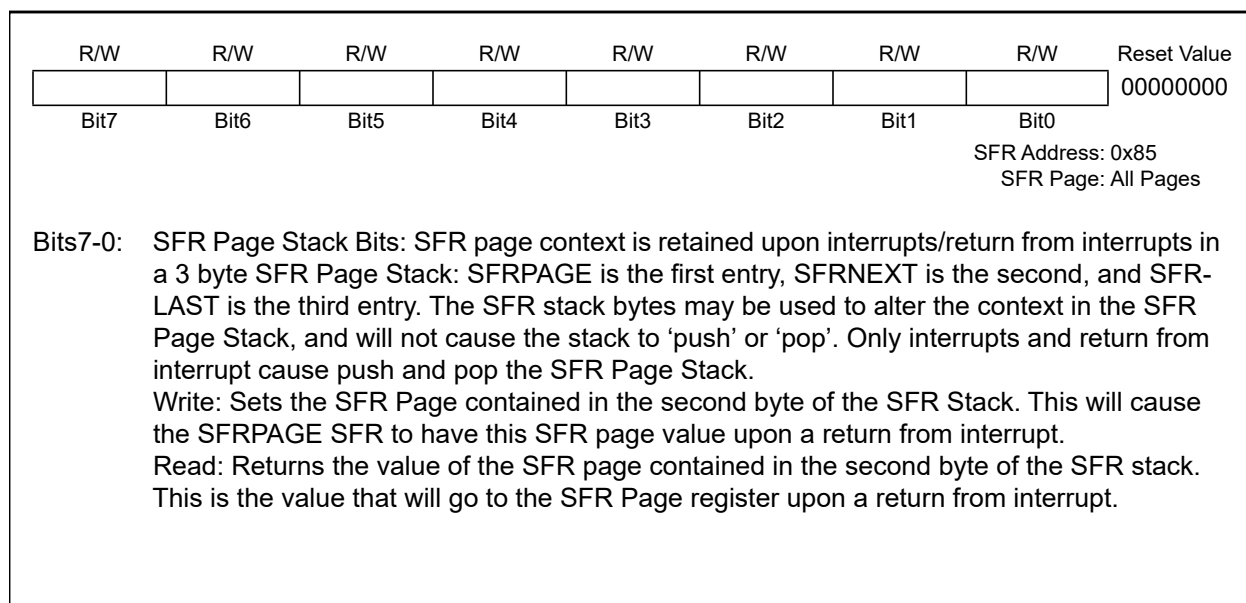 R/W R/W R/W R/W R/W R/W R/W R/W Reset Value
00000000
Bit7 Bit6 Bit5 Bit4 Bit3 Bit2 Bit1 Bit0
SFR Address: 0x85
SFR Page: All Pages
Bits7-0: SFR Page Stack Bits: SFR page context is retained upon interrupts/return from interrupts in
a 3 byte SFR Page Stack: SFRPAGE is the first entry, SFRNEXT is the second, and SFR-
LAST is the third entry. The SFR stack bytes may be used to alter the context in the SFR
Page Stack, and will not cause the stack to ‘push’ or ‘pop’. Only interrupts and return from
interrupt cause push and pop the SFR Page Stack.
Write: Sets the SFR Page contained in the second byte of the SFR Stack. This will cause
the SFRPAGE SFR to have this SFR page value upon a return from interrupt.
Read: Returns the value of the SFR page contained in the second byte of the SFR stack.
This is the value that will go to the SFR Page register upon a return from interrupt.